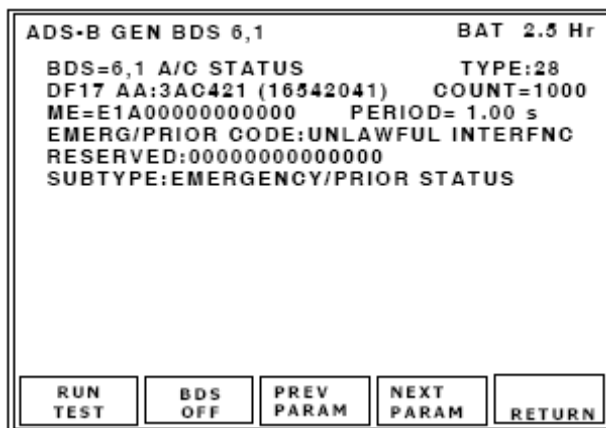 ADS-B GEN BDS 6,1 BAT 2.5 Hr
BDS=6,1 A/C STATUS TYPE:28
DF17 AA:3AC421 (16542041) COUNT=1000
ME=E1A00000000000 PERIOD= 1.00 s
EMERG/PRIOR CODE:UNLAWFUL INTERFNC
RESERVED:00000000000000
SUBTYPE:EMERGENCY/PRIOR STATUS
RUN TEST
BDS OFF
PREV PARAM
NEXT PARAM
RETURN